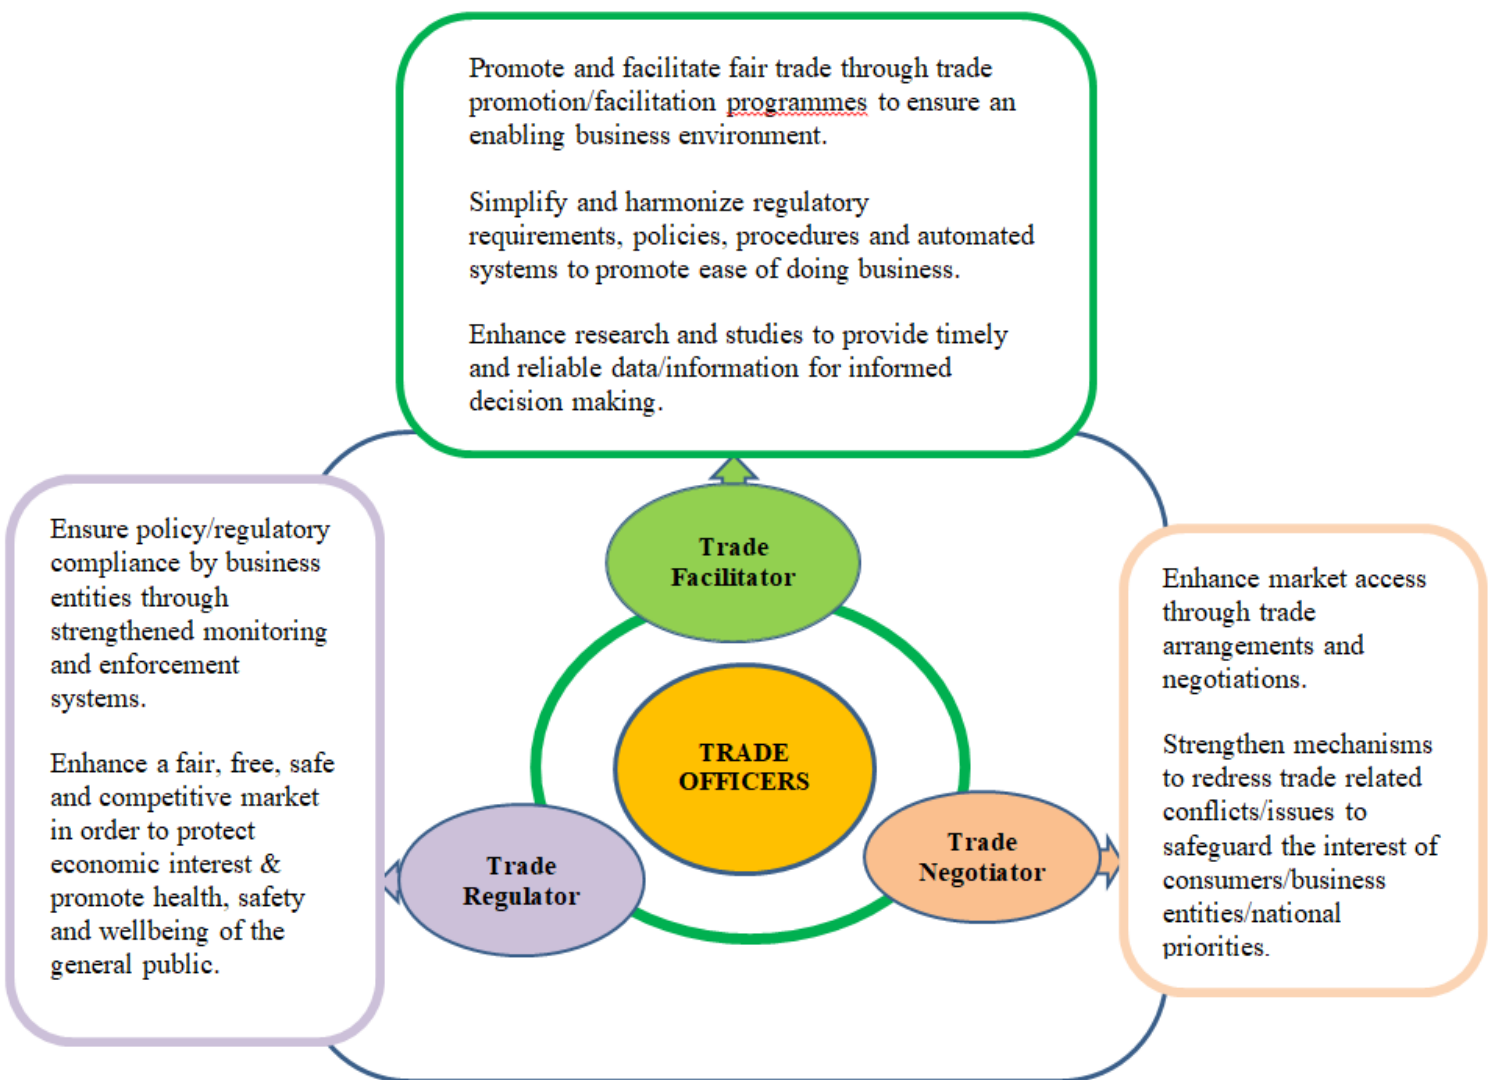 Promote and facilitate fair trade through trade
promotion/facilitation programmes to ensure an
enabling business environment.
Simplify and harmonize regulatory
requirements, policies, procedures and automated
systems to promote ease of doing business.
Enhance research and studies to provide timely
and reliable data/information for informed
decision making.
Ensure policy/regulatory
compliance by business
entities through
strengthened monitoring
and enforcement
systems.
Enhance a fair, free, safe
and competitive market
in order to protect
economic interest &
promote health, safety
and wellbeing of the
general public.
Trade
Facilitator
TRADE
OFFICERS
Trade
Regulator
Trade
Negotiator
Enhance market access
through trade
arrangements and
negotiations.
Strengthen mechanisms
to redress trade related
conflicts/issues to
safeguard the interest of
consumers/business
entities/national
priorities.